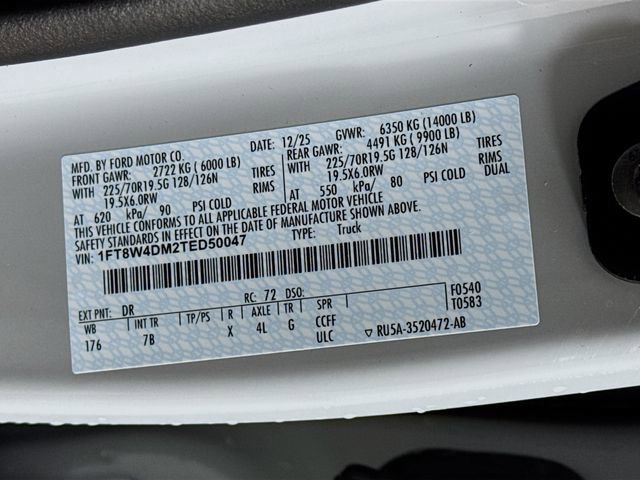 MFD. BY FORD MOTOR CO.
DATE: 12/25 GVWR: 6350 KG (14000 LB)
FRONT GAWR: 2722 KG (6000 LB) REAR GAWR: 4491 KG (9900 LB)
WITH 225/70R19.5G 128/126N TIRES WITH 225/70R19.5G 128/126N TIRES
19.5X6.0RW RIMS 19.5X6.0RW RIMS
AT 620 kPa/ 90 PSI COLD AT 550 kPa/ 80 PSI COLD DUAL
THIS VEHICLE CONFORMS TO ALL APPLICABLE FEDERAL MOTOR VEHICLE
SAFETY STANDARDS IN EFFECT ON THE DATE OF MANUFACTURE SHOWN ABOVE.
VIN: 1FT8W4DM2TED50047 TYPE: Truck
EXT PNT: DR RC: 72 DSO: F0540
WB INT TR TP/PS R AXLE TR SPR T0583
176 7B X 4L G CCFF
ULC ▽ RU5A-3520472-AB